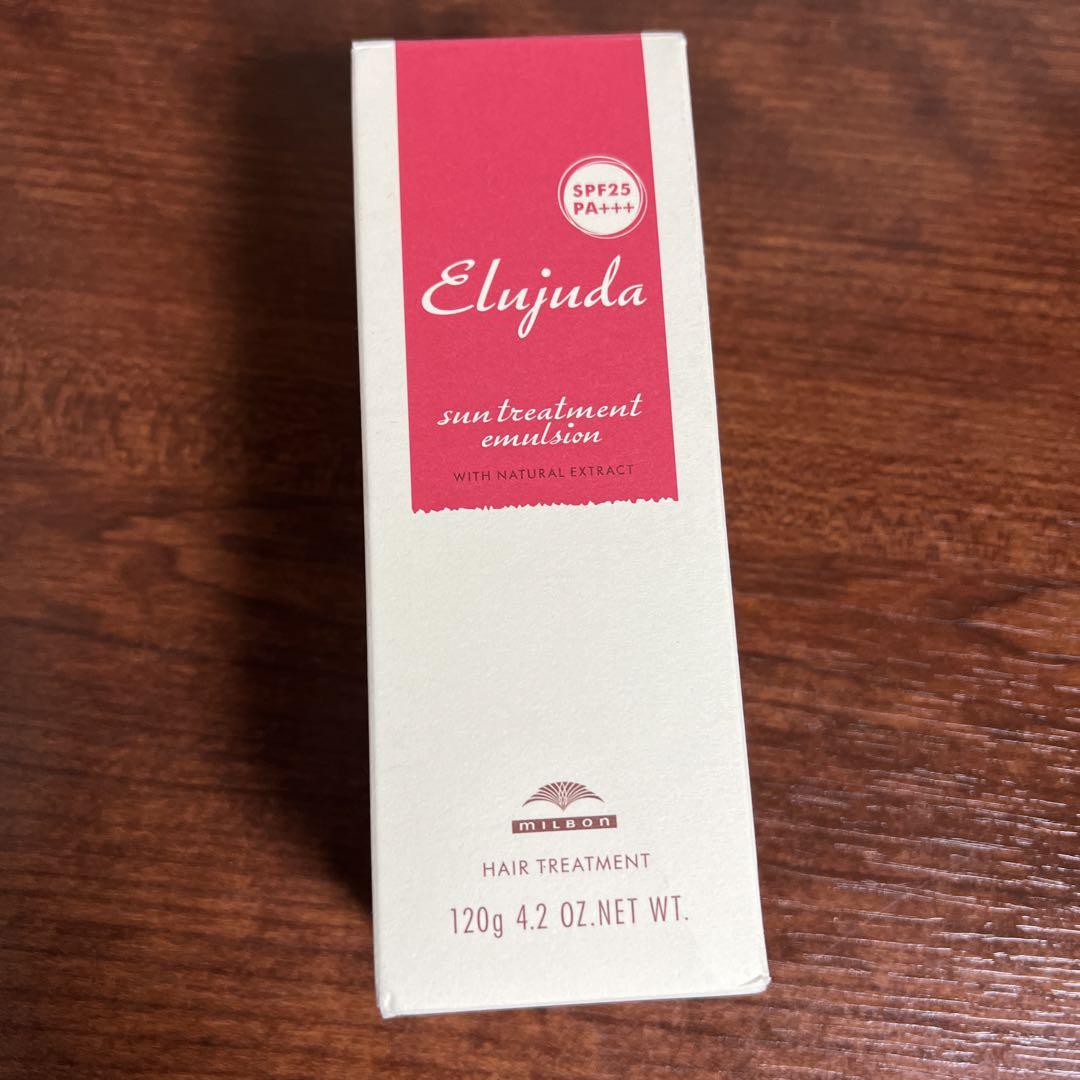 SPF25
PA+++
Elujuda
sun treatment
emulsion
WITH NATURAL EXTRACT
MILBON
HAIR TREATMENT
120g 4.2 OZ.NET WT.